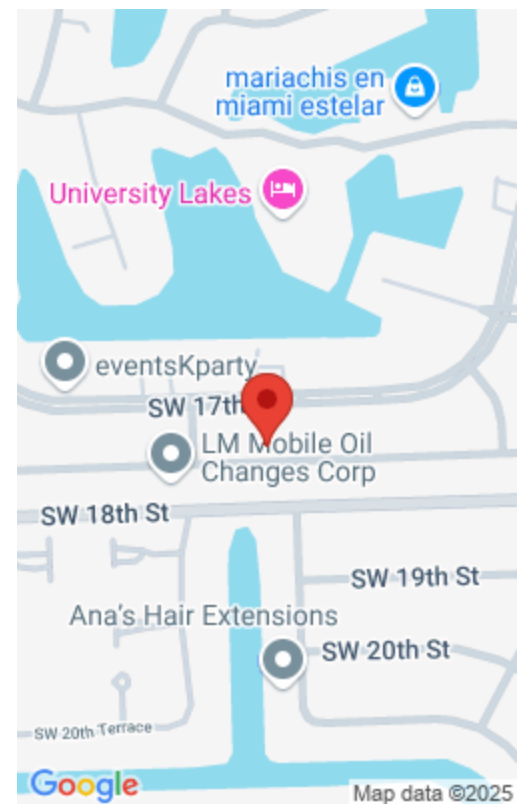 mariachis en
miami estelar
University Lakes
eventsKparty
SW 17th
LM Mobile Oil
Changes Corp
SW 18th St
SW 19th St
Ana's Hair Extensions
SW 20th St
SW 20th Terrace
Google
Map data ©2025